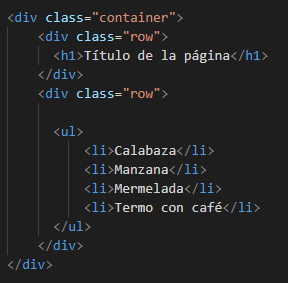 <div class="container">
<div class="row">
<h1>Título de la página</h1>
</div>
<div class="row">
<ul>
<li>Calabaza</li>
<li>Manzana</li>
<li>Mermelada</li>
<li>Termo con café</li>
</ul>
</div>
</div>